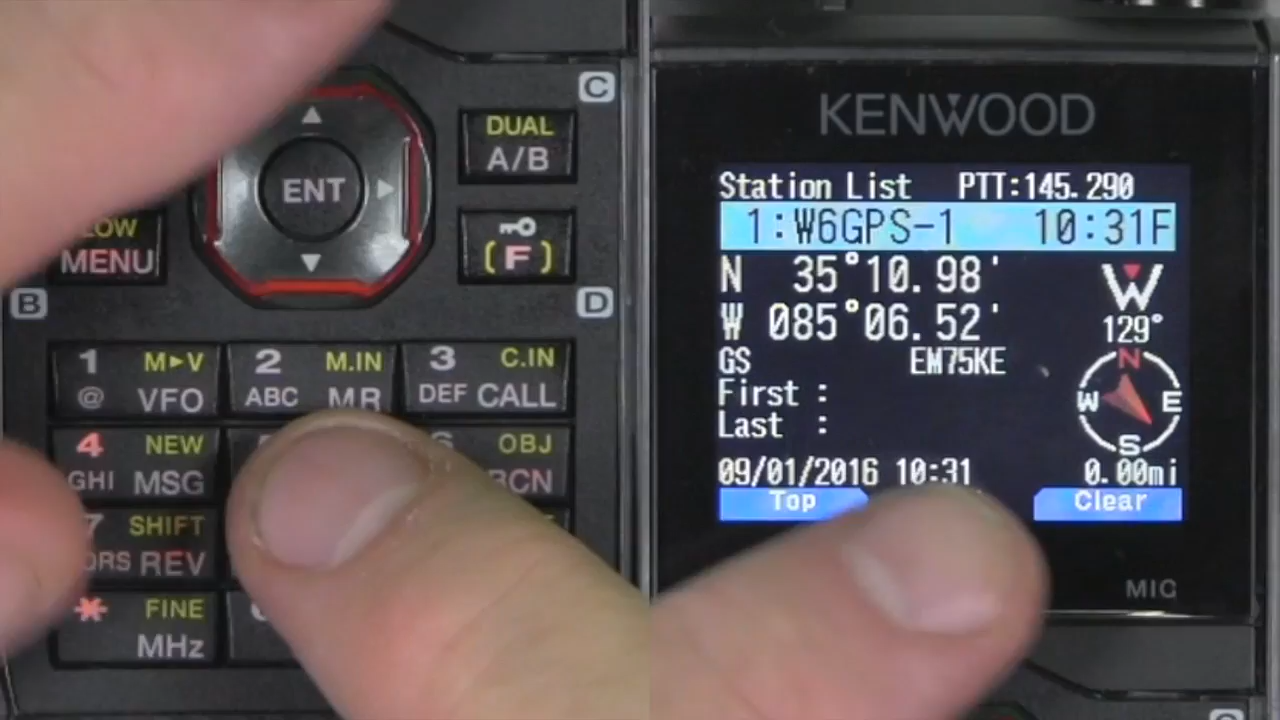 C
DUAL
A/B
ENT
LOW
MENU
(F)
B
D
1 M▶V
@ VFO
2 M.IN
ABC MR
3 C.IN
DEF CALL
4 NEW
GHI MSG
OBJ
BCN
7 SHIFT
QRS REV
* FINE
MHz
KENWOOD
Station List PTT:145.290
1:W6GPS-1 10:31F
N 35°10.98'
W 085°06.52'
GS EM75KE
First :
Last :
W
129°
N
W E
S
09/01/2016 10:31 0.00mi
Top Clear
MIC